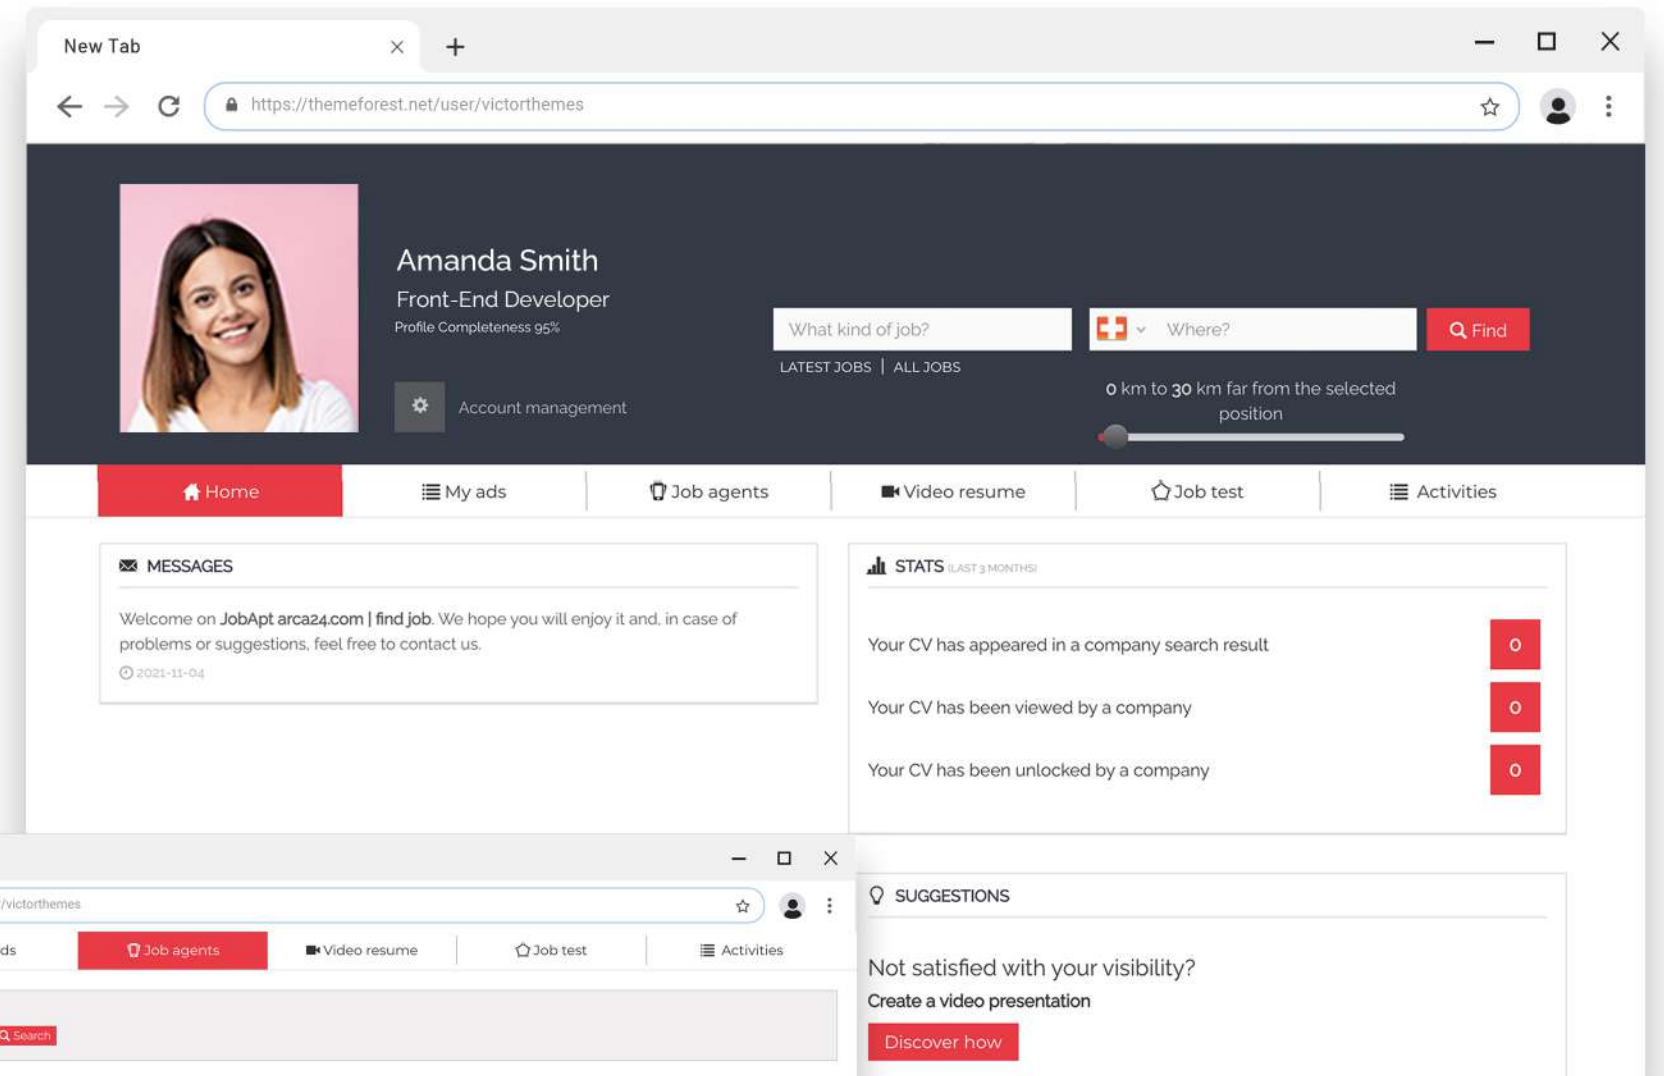 New Tab
https://themeforest.net/user/victorthemes
Amanda Smith
Front-End Developer
Profile Completeness 95%
Account management
What kind of job?
Where?
Find
LATEST JOBS | ALL JOBS
0 km to 30 km far from the selected
position
Home
My ads
Job agents
Video resume
Job test
Activities
MESSAGES
Welcome on JobApt arca24.com | find job. We hope you will enjoy it and, in case of
problems or suggestions, feel free to contact us.
2021-11-04
STATS (LAST 3 MONTHS)
Your CV has appeared in a company search result
0
Your CV has been viewed by a company
0
Your CV has been unlocked by a company
0
/victorthemes
ds
Job agents
Video resume
Job test
Activities
Search
SUGGESTIONS
Not satisfied with your visibility?
Create a video presentation
Discover how